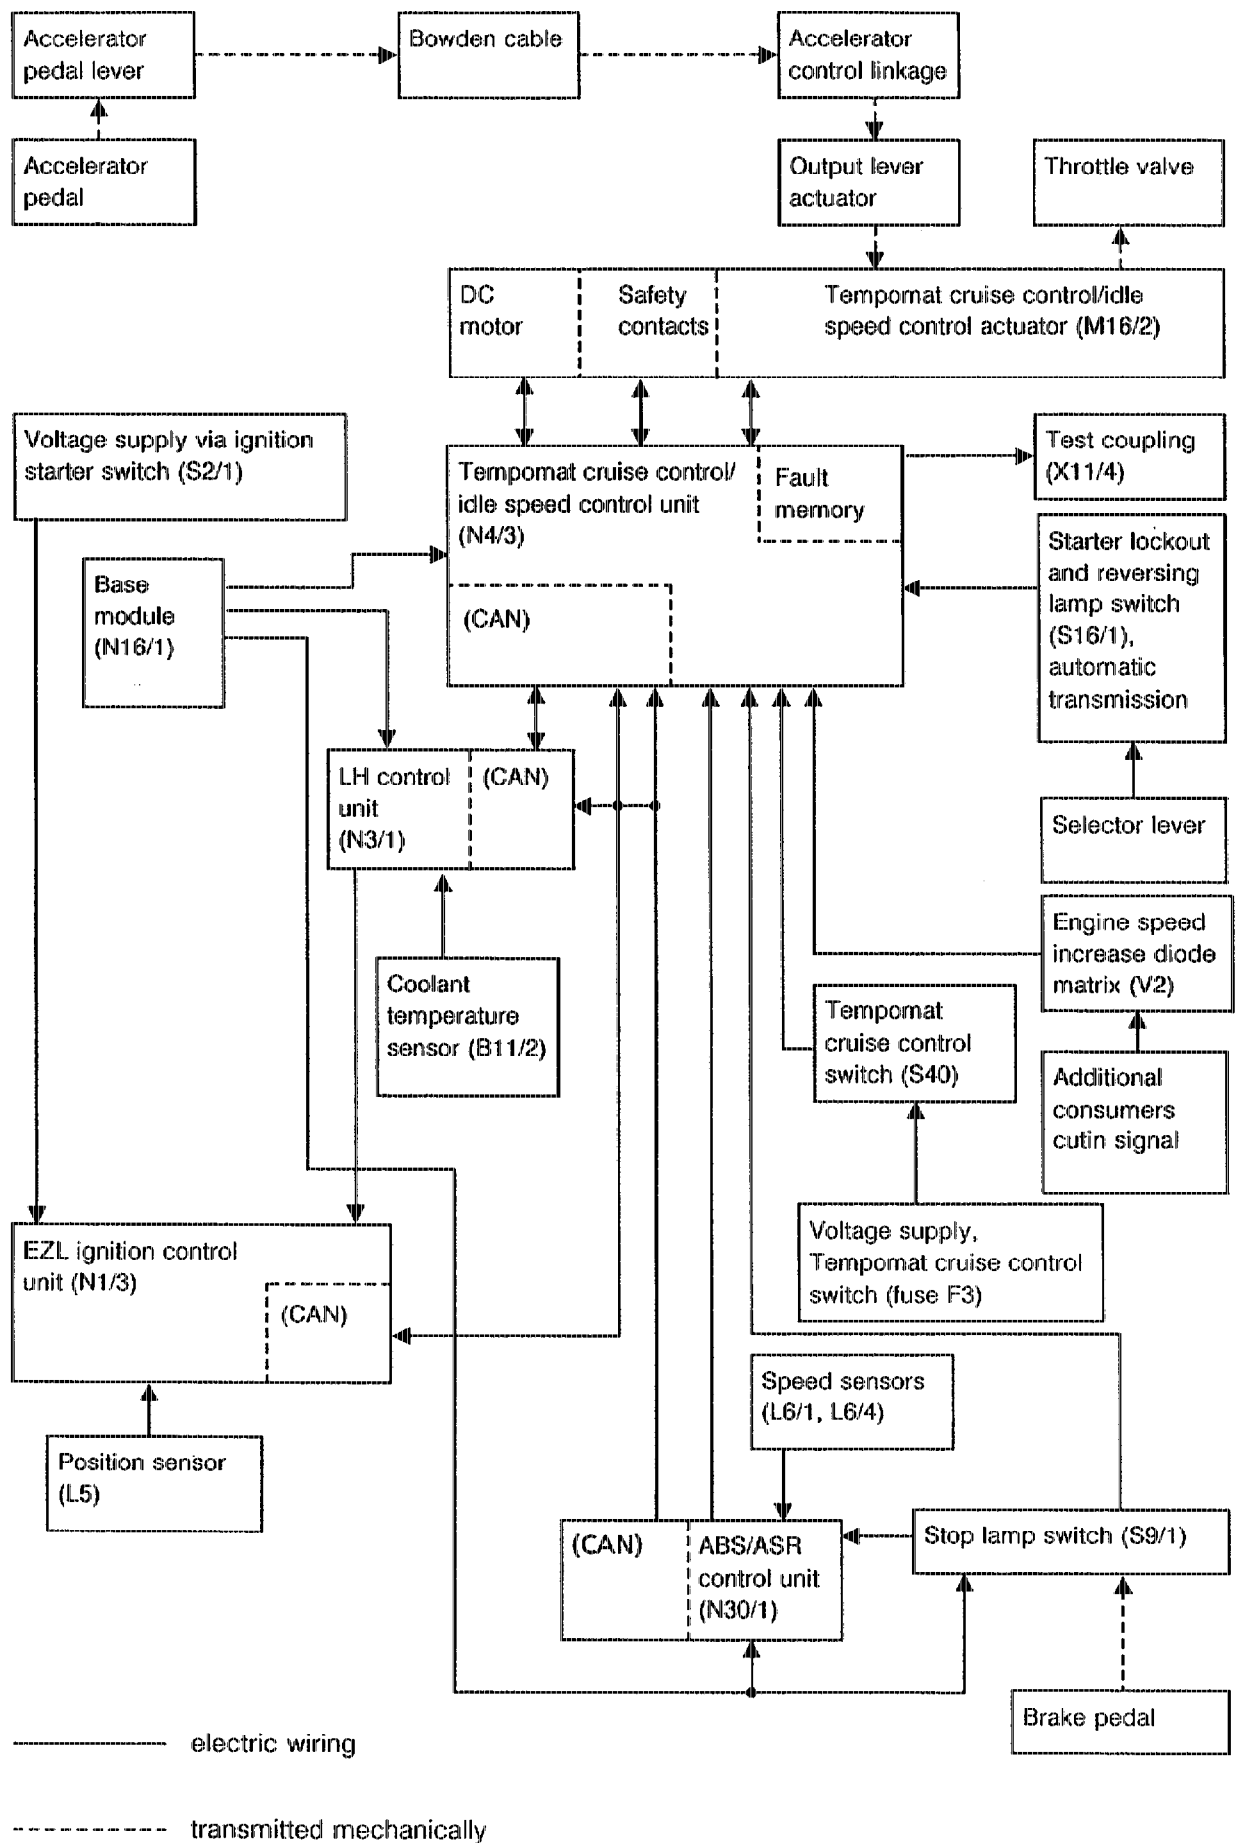 Accelerator
pedal lever
Bowden cable
Accelerator
control linkage
Accelerator
pedal
Output lever
actuator
Throttle valve
DC
motor
Safety
contacts
Tempomat cruise control/idle
speed control actuator (M16/2)
Voltage supply via ignition
starter switch (S2/1)
Tempomat cruise control/
idle speed control unit
(N4/3)
Fault
memory
(CAN)
Test coupling
(X11/4)
Base
module
(N16/1)
Starter lockout
and reversing
lamp switch
(S16/1),
automatic
transmission
LH control
unit
(N3/1)
(CAN)
Selector lever
Coolant
temperature
sensor (B11/2)
Engine speed
increase diode
matrix (V2)
Tempomat
cruise control
switch (S40)
Additional
consumers
cutin signal
EZL ignition control
unit (N1/3)
(CAN)
Voltage supply,
Tempomat cruise control
switch (fuse F3)
Speed sensors
(L6/1, L6/4)
Position sensor
(L5)
(CAN)
ABS/ASR
control unit
(N30/1)
Stop lamp switch (S9/1)
Brake pedal
electric wiring
transmitted mechanically